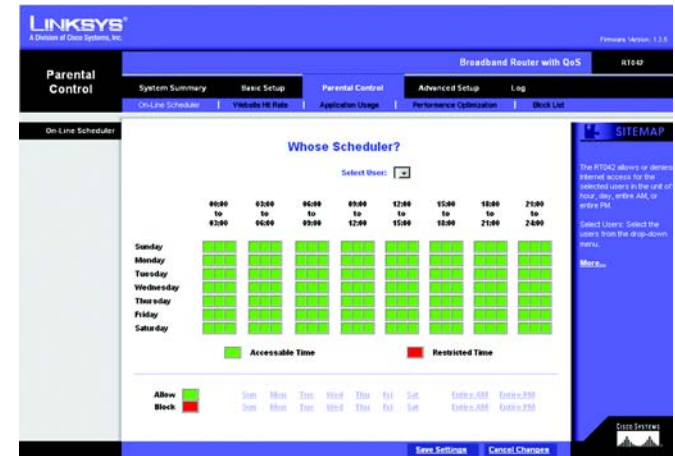 LINKSYS®
A Division of Cisco Systems, Inc.
Firmware Version: 1.3.5
Broadband Router with QoS
RT042
Parental Control
System Summary
Basic Setup
Parental Control
Advanced Setup
Log
On-Line Scheduler
Website Hit Rate
Application Usage
Performance Optimization
Block List
On-Line Scheduler
Whose Scheduler?
Select User:
00:00 to 03:00
03:00 to 06:00
06:00 to 09:00
09:00 to 12:00
12:00 to 15:00
15:00 to 18:00
18:00 to 21:00
21:00 to 24:00
Sunday
Monday
Tuesday
Wednesday
Thursday
Friday
Saturday
Accessable Time
Restricted Time
Allow
Sun Mon Tue Wed Thu Fri Sat Entire AM Entire PM
Block
Sun Mon Tue Wed Thu Fri Sat Entire AM Entire PM
SITEMAP
The RT042 allows or denies
Internet access for the
selected users in the unit of
hour, day, entire AM, or
entire PM.
Select Users: Select the
users from the drop-down
menu.
More...
Save Settings
Cancel Changes
CISCO SYSTEMS